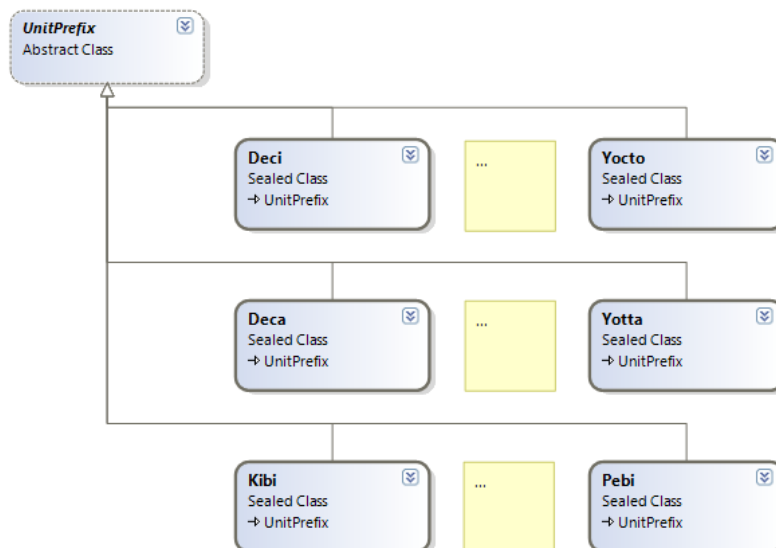 UnitPrefix
Abstract Class
Deci
Sealed Class
UnitPrefix
...
Yocto
Sealed Class
UnitPrefix
Deca
Sealed Class
UnitPrefix
...
Yotta
Sealed Class
UnitPrefix
Kibi
Sealed Class
UnitPrefix
...
Pebi
Sealed Class
UnitPrefix